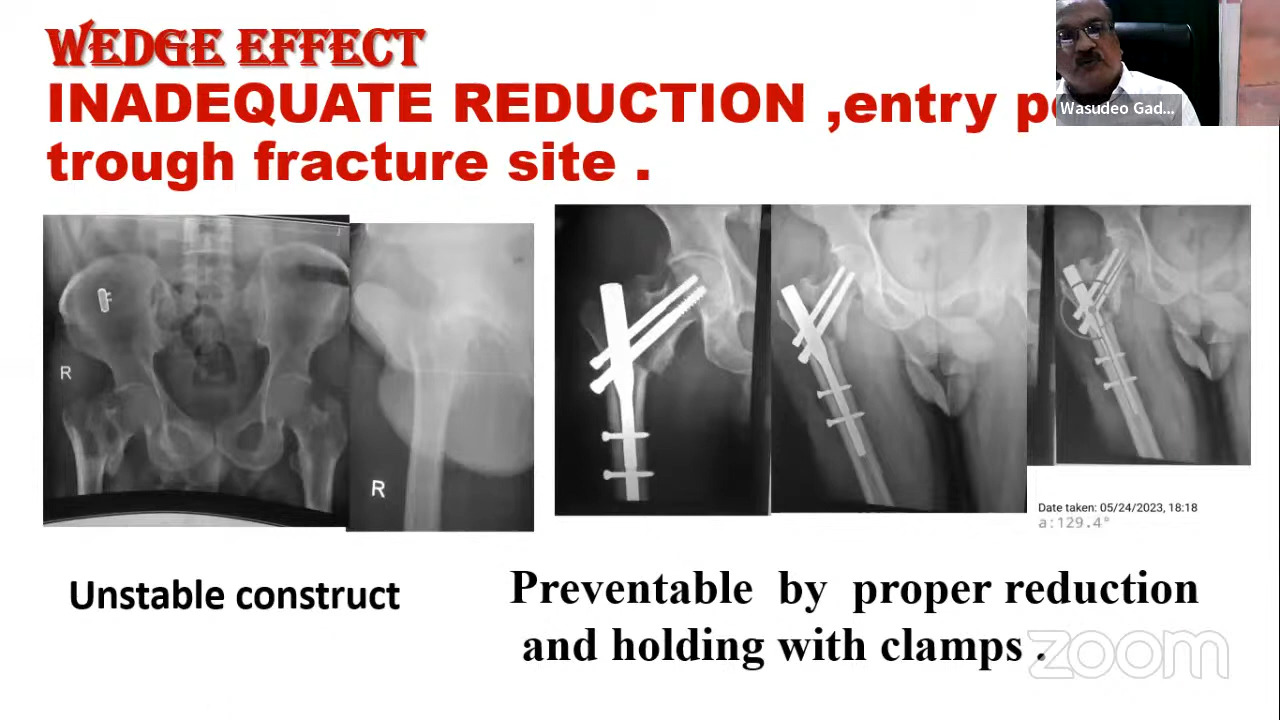 WEDGE EFFECT
INADEQUATE REDUCTION ,entry
trough fracture site .
Wasudeo Gad...
R
R
Date taken: 05/24/2023, 18:18
a:129.4°
Unstable construct
Preventable by proper reduction
and holding with clamps .
zoom